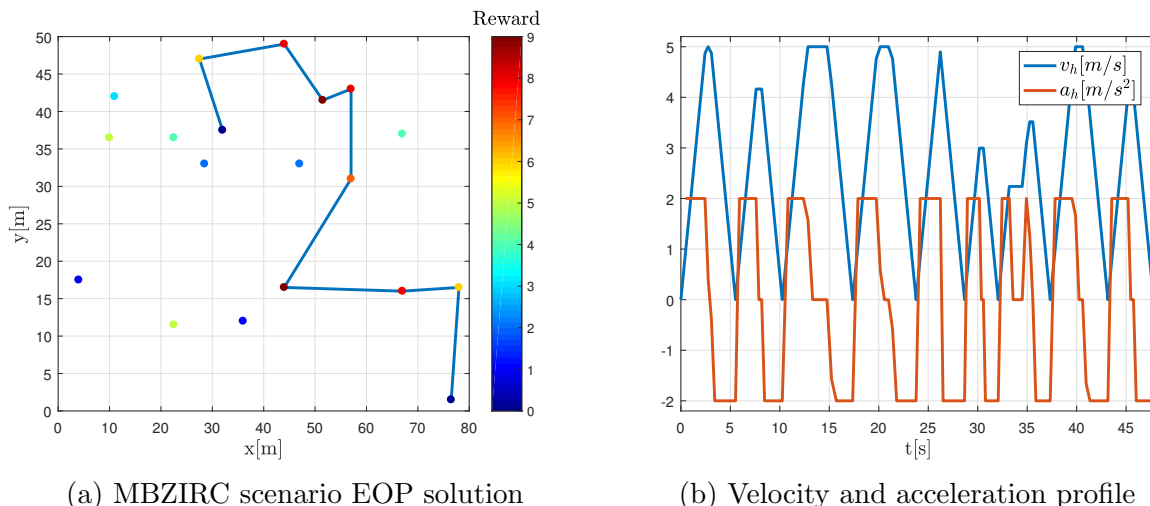 Reward
50
45
40
35
30
25
20
15
10
5
0
y[m]
0 10 20 30 40 50 60 70 80
x[m]
9
8
7
6
5
4
3
2
1
0
(a) MBZIRC scenario EOP solution
v_h[m/s]
a_h[m/s²]
5
4
3
2
1
0
-1
-2
0 5 10 15 20 25 30 35 40 45
t[s]
(b) Velocity and acceleration profile